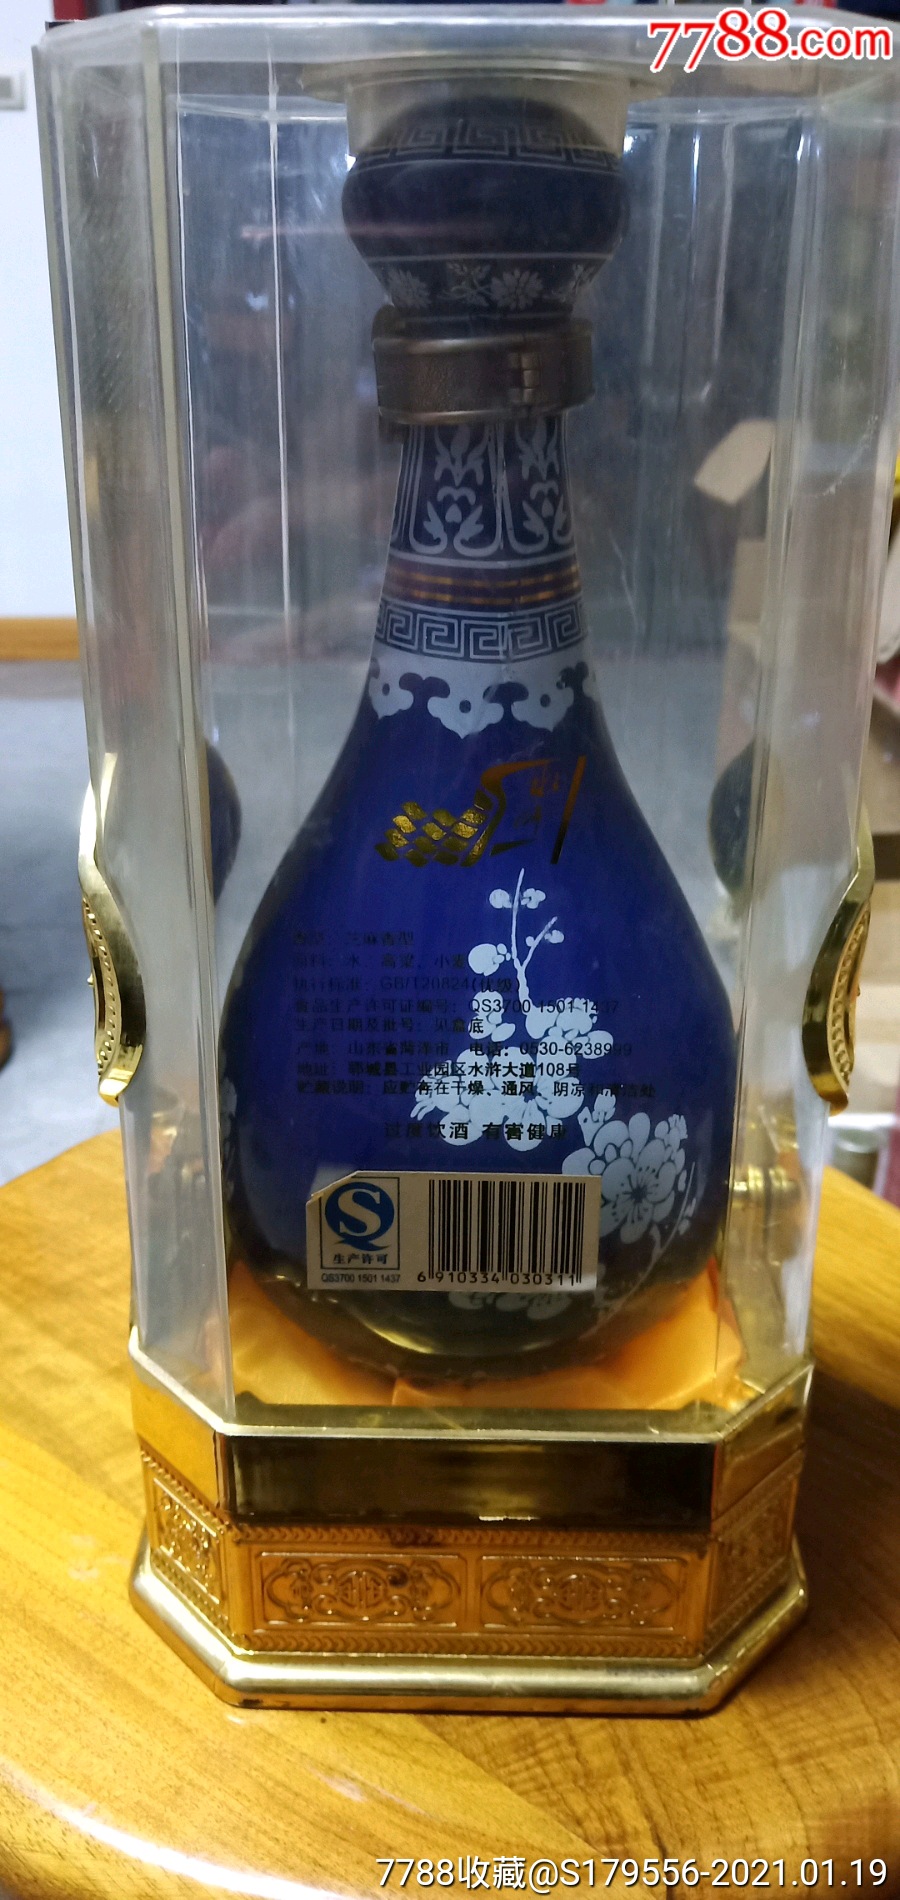 7788.com
香型：芝麻香型
原料：水、高粱、小麦
执行标准：GB/T20824(优级)
食品生产许可证编号：QS3700 1501 1437
生产日期及批号：见盒底
产地：山东省菏泽市 电话：0530-6238999
地址：郓城县工业园区水浒大道108号
贮藏说明：应贮存在干燥、通风、阴凉和清洁处
过度饮酒 有害健康
生产许可
QS3700 1501 1437
6 910334 030311
7788收藏@S179556-2021.01.19